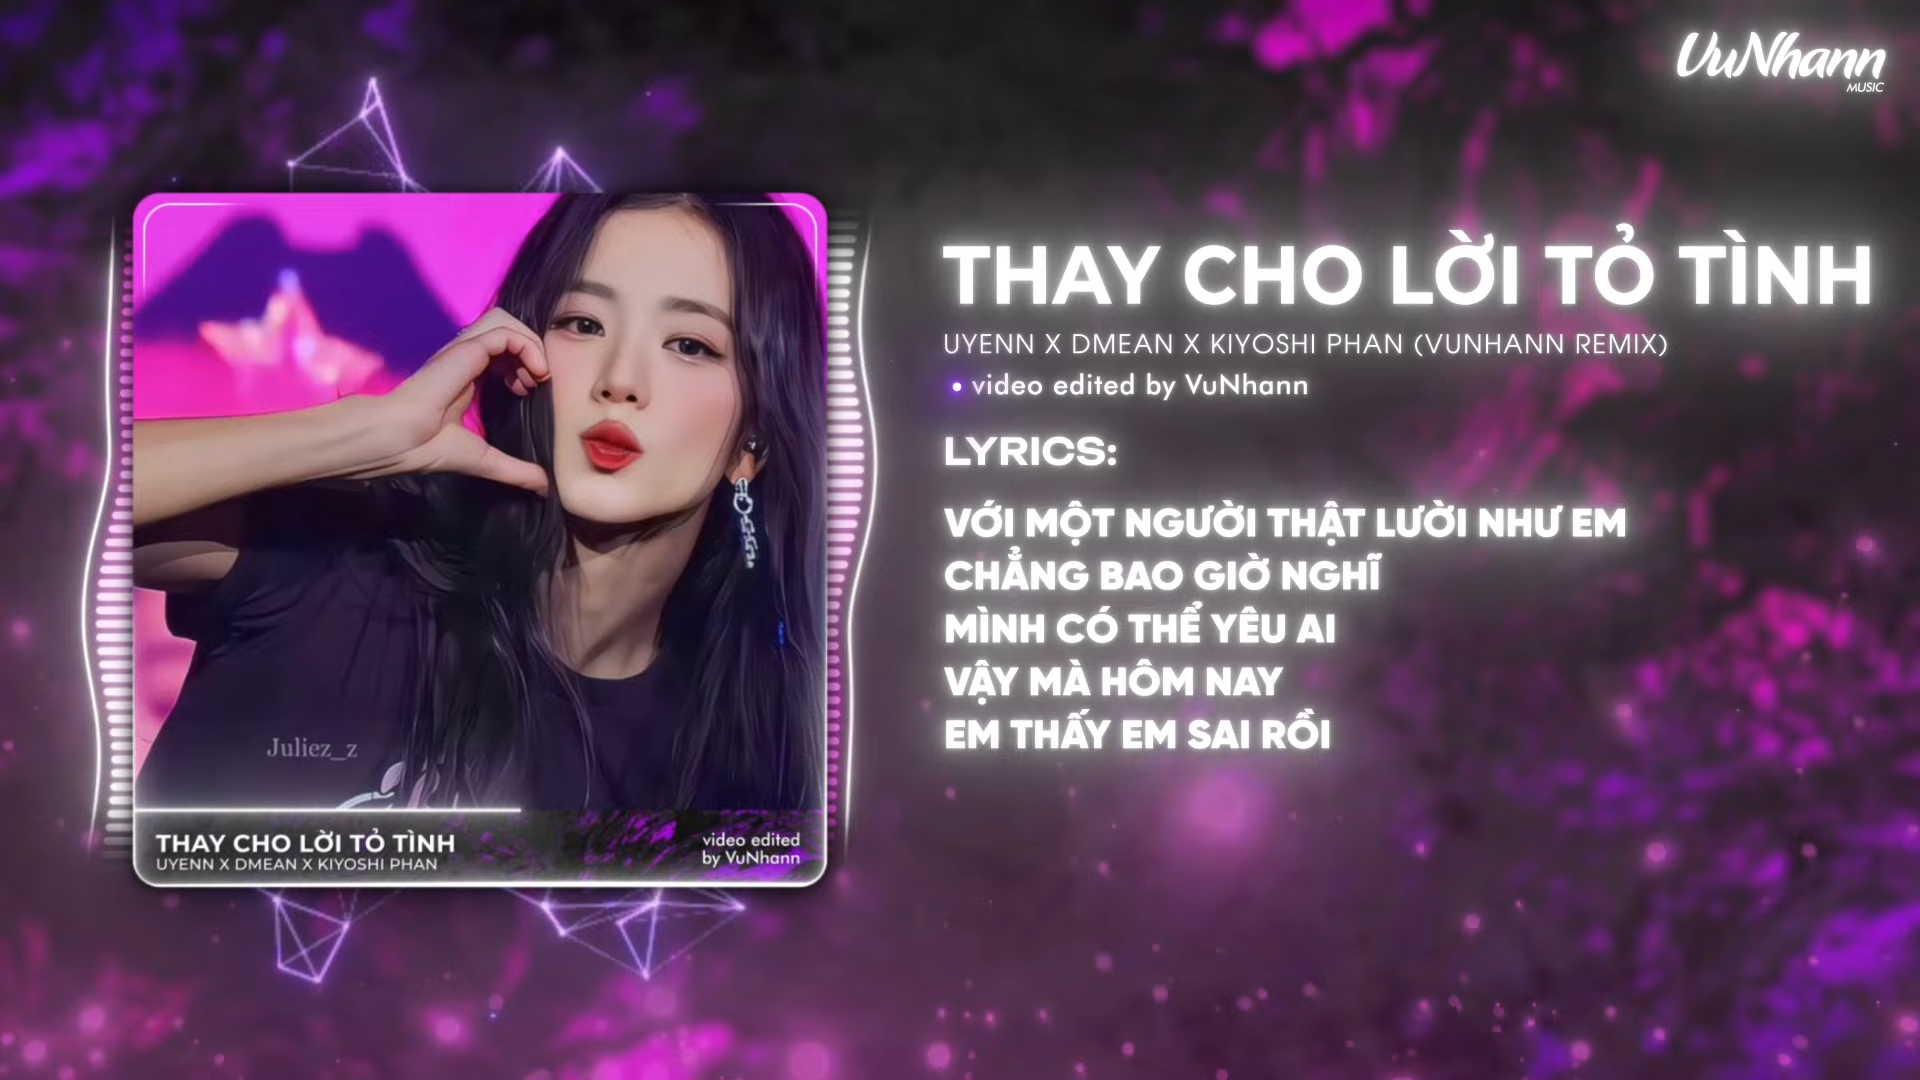 VuNhann
MUSIC
THAY CHO LỜI TỎ TÌNH
UYENN X DMEAN X KIYOSHI PHAN (VUNHANN REMIX)
• video edited by VuNhann
LYRICS:
VỚI MỘT NGƯỜI THẬT LƯỜI NHƯ EM
CHẲNG BAO GIỜ NGHĨ
MÌNH CÓ THỂ YÊU AI
VẬY MÀ HÔM NAY
EM THẤY EM SAI RỒI
Juliez_z
THAY CHO LỜI TỎ TÌNH
UYENN X DMEAN X KIYOSHI PHAN
video edited
by VuNhann